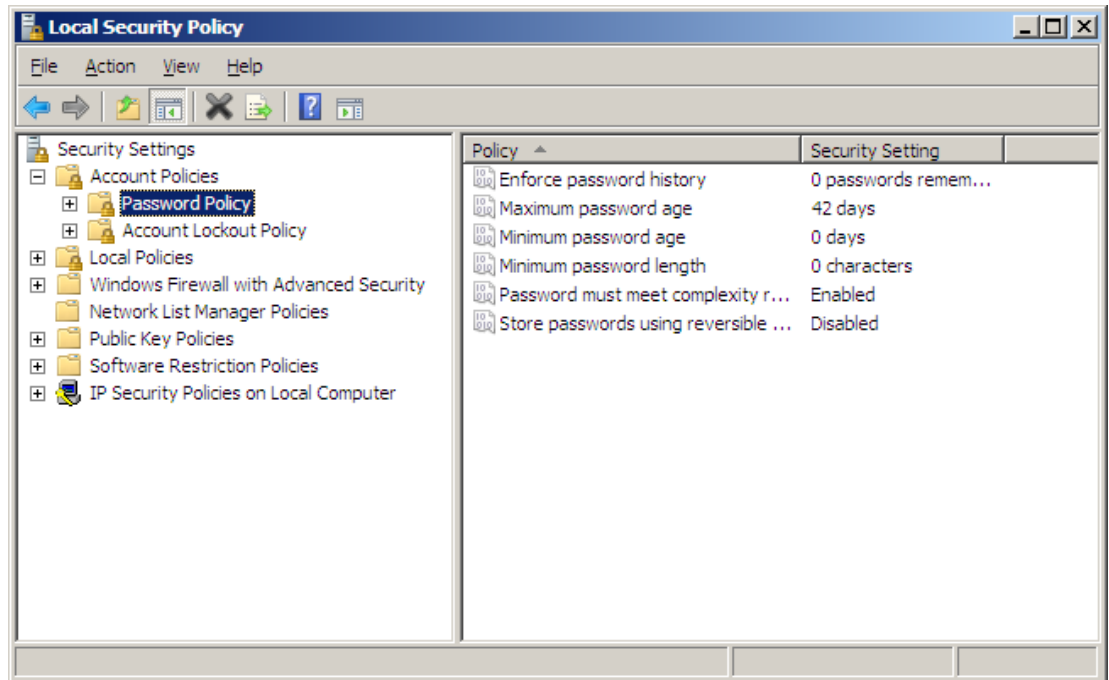 Local Security Policy
File Action View Help
Security Settings
Account Policies
Password Policy
Account Lockout Policy
Local Policies
Windows Firewall with Advanced Security
Network List Manager Policies
Public Key Policies
Software Restriction Policies
IP Security Policies on Local Computer
Policy Security Setting
Enforce password history 0 passwords remem...
Maximum password age 42 days
Minimum password age 0 days
Minimum password length 0 characters
Password must meet complexity r... Enabled
Store passwords using reversible ... Disabled